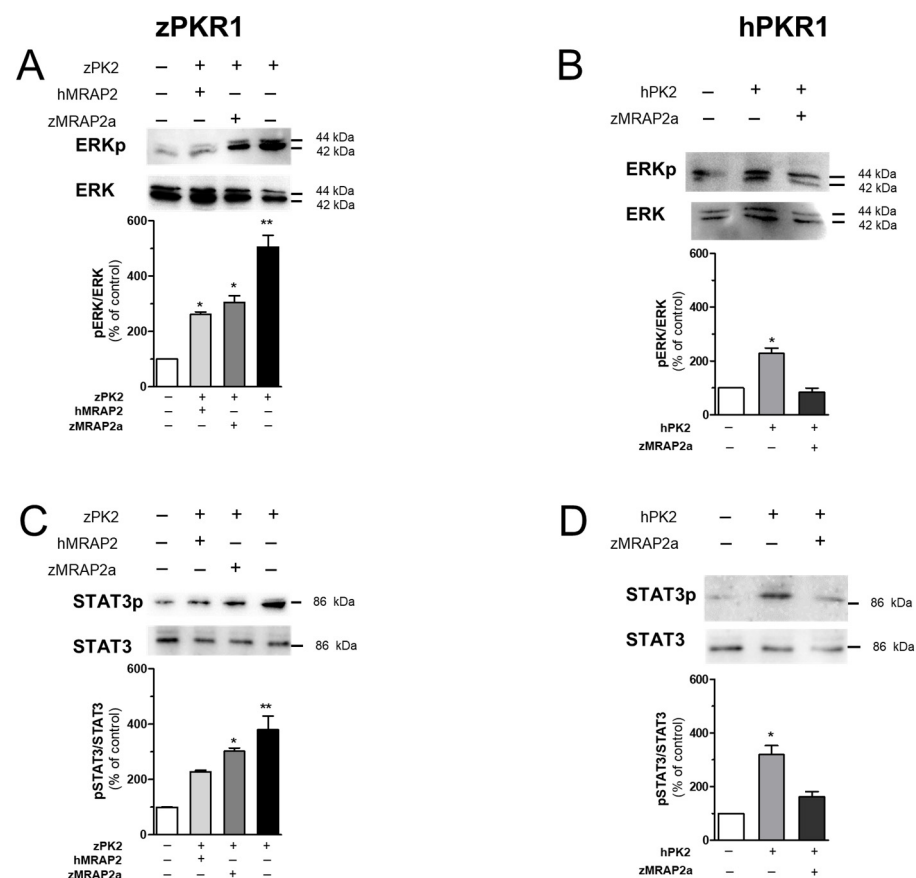 zPKR1
hPKR1
A
zPK2 – + + +
hMRAP2 – + – –
zMRAP2a – – + –
ERKp
44 kDa
42 kDa
ERK
44 kDa
42 kDa
pERK/ERK
(% of control)
600
400
200
0
*
*
**
zPK2 – + + +
hMRAP2 – + – –
zMRAP2a – – + –
B
hPK2 – + +
zMRAP2a – – +
ERKp
44 kDa
42 kDa
ERK
44 kDa
42 kDa
pERK/ERK
(% of control)
600
400
200
0
*
hPK2 – + +
zMRAP2a – – +
C
zPK2 – + + +
hMRAP2 – + – –
zMRAP2a – – + –
STAT3p
86 kDa
STAT3
86 kDa
pSTAT3/STAT3
(% of control)
600
400
200
0
*
**
zPK2 – + + +
hMRAP2 – + – –
zMRAP2a – – + –
D
hPK2 – + +
zMRAP2a – – +
STAT3p
86 kDa
STAT3
86 kDa
pSTAT3/STAT3
(% of control)
600
400
200
0
*
hPK2 – + +
zMRAP2a – – +